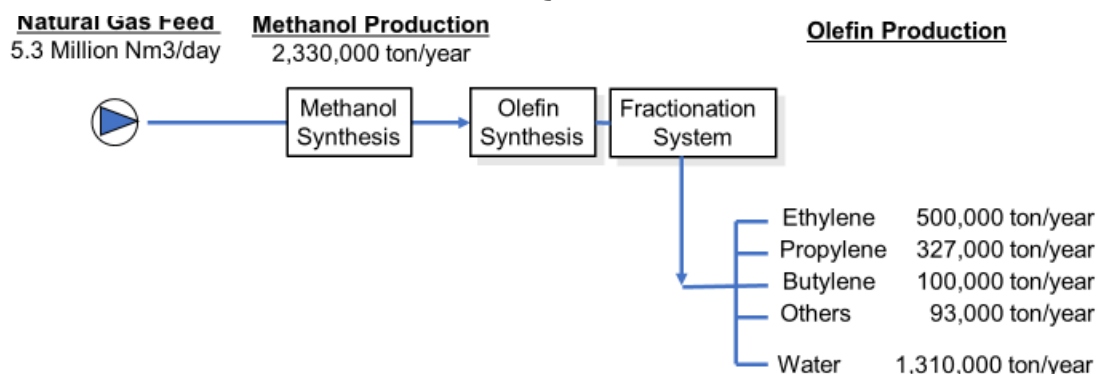 Natural Gas Feed
5.3 Million Nm3/day
Methanol Production
2,330,000 ton/year
Olefin Production
Methanol
Synthesis
Olefin
Synthesis
Fractionation
System
Ethylene 500,000 ton/year
Propylene 327,000 ton/year
Butylene 100,000 ton/year
Others 93,000 ton/year
Water 1,310,000 ton/year